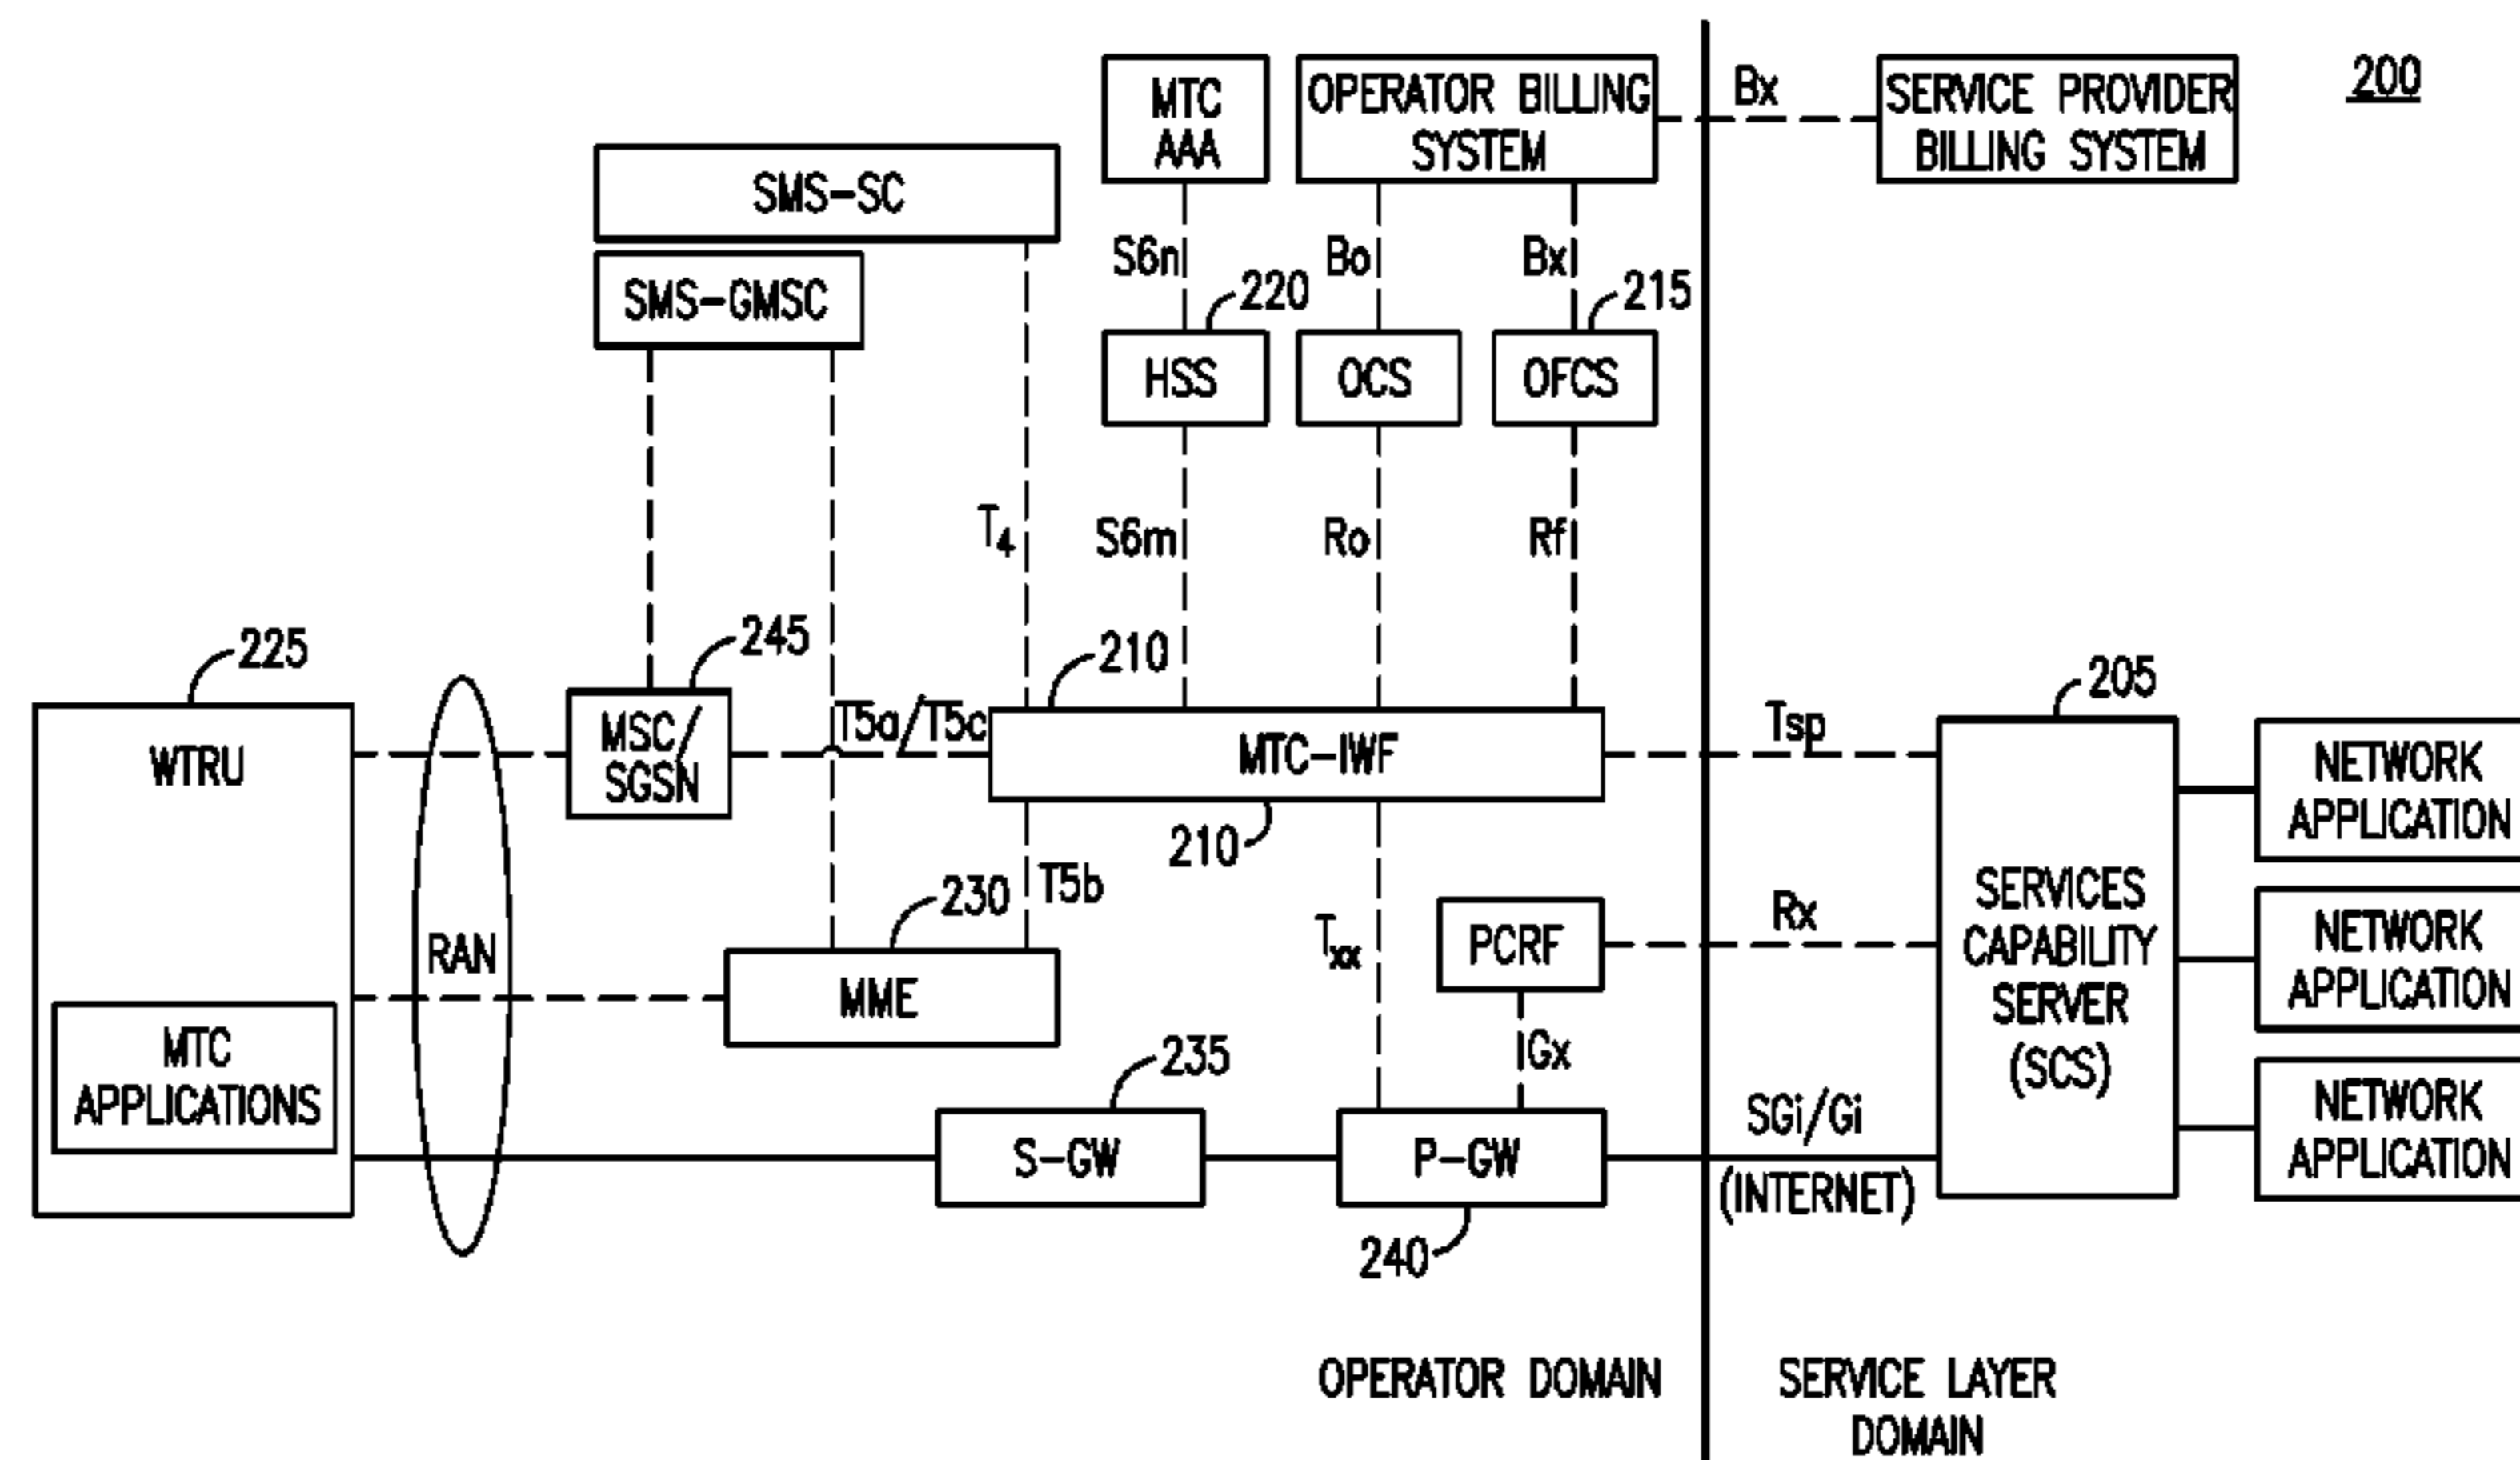 200
MTC
AAA
OPERATOR BILLING
SYSTEM
Bx
SERVICE PROVIDER
BILLING SYSTEM
SMS-SC
SMS-GMSC
S6n
Bo
Bx
220
215
HSS
OCS
OFCS
T4
S6m
Ro
Rf
225
245
210
205
WTRU
MSC/
SGSN
T5a/T5c
MTC-IWF
Tsp
NETWORK
APPLICATION
210
230
T5b
RAN
MME
Txx
PCRF
Rx
SERVICES
CAPABILITY
SERVER
(SCS)
NETWORK
APPLICATION
MTC
APPLICATIONS
235
Gx
S-GW
P-GW
SGi/Gi
(INTERNET)
NETWORK
APPLICATION
240
OPERATOR DOMAIN
SERVICE LAYER
DOMAIN